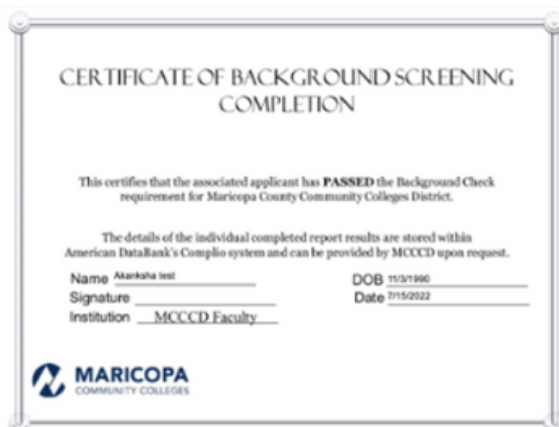 CERTIFICATE OF BACKGROUND SCREENING
COMPLETION
This certifies that the associated applicant has PASSED the Background Check
requirement for Maricopa County Community Colleges District.
The details of the individual completed report results are stored within
American DataBank's Complio system and can be provided by MCCCD upon request.
Name Akanksha test DOB 11/3/1990
Signature Date 7/15/2022
Institution MCCCD Faculty
MARICOPA
COMMUNITY COLLEGES